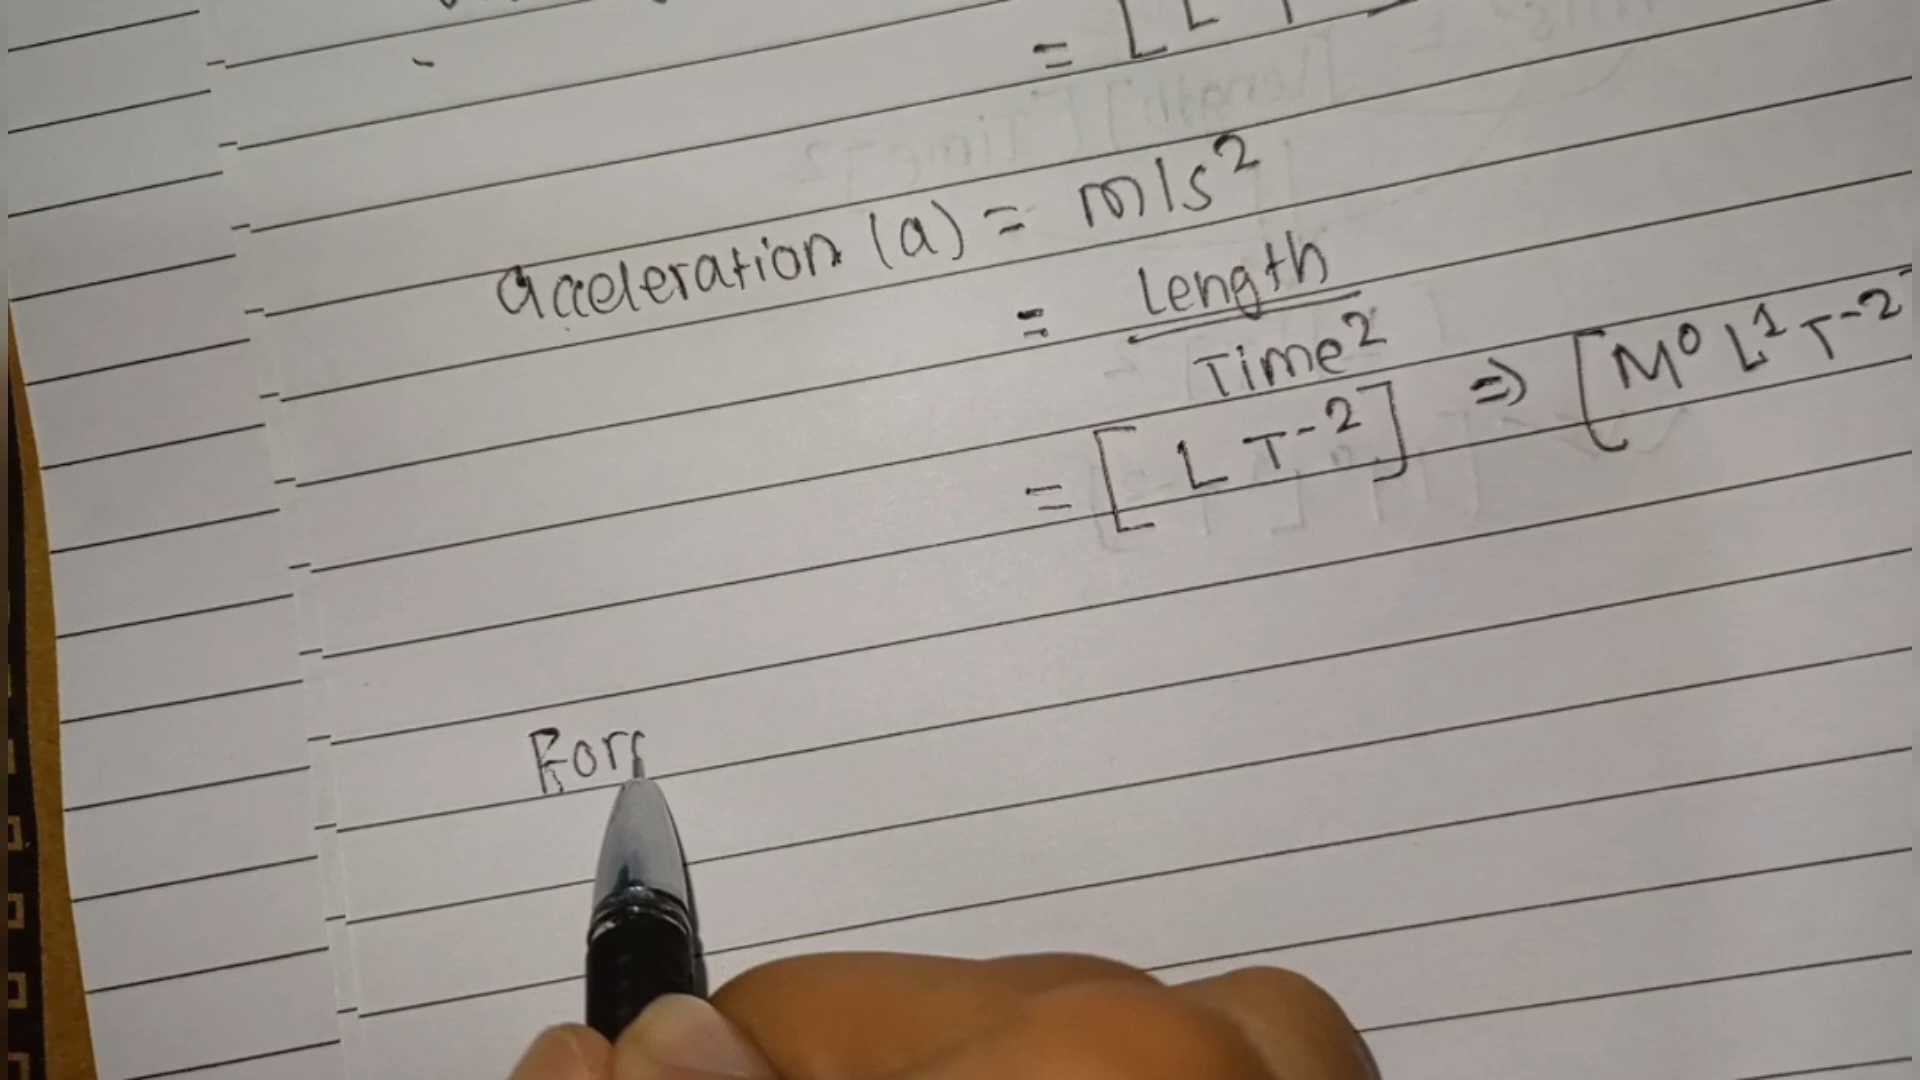 = [ L T
acceleration (a) = m/s²
= Length
Time²
= [ L T⁻² ] ⇒ [ M⁰ L¹ T⁻²
Forc